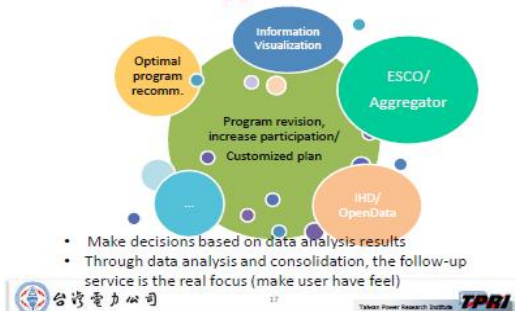 Information
Visualization
Optimal
program
recomm.
ESCO/
Aggregator
Program revision,
increase participation/
Customized plan
...
IHD/
OpenData
• Make decisions based on data analysis results
• Through data analysis and consolidation, the follow-up
service is the real focus (make user have feel)
台灣電力公司
17
Taiwan Power Research Institute
TPRI